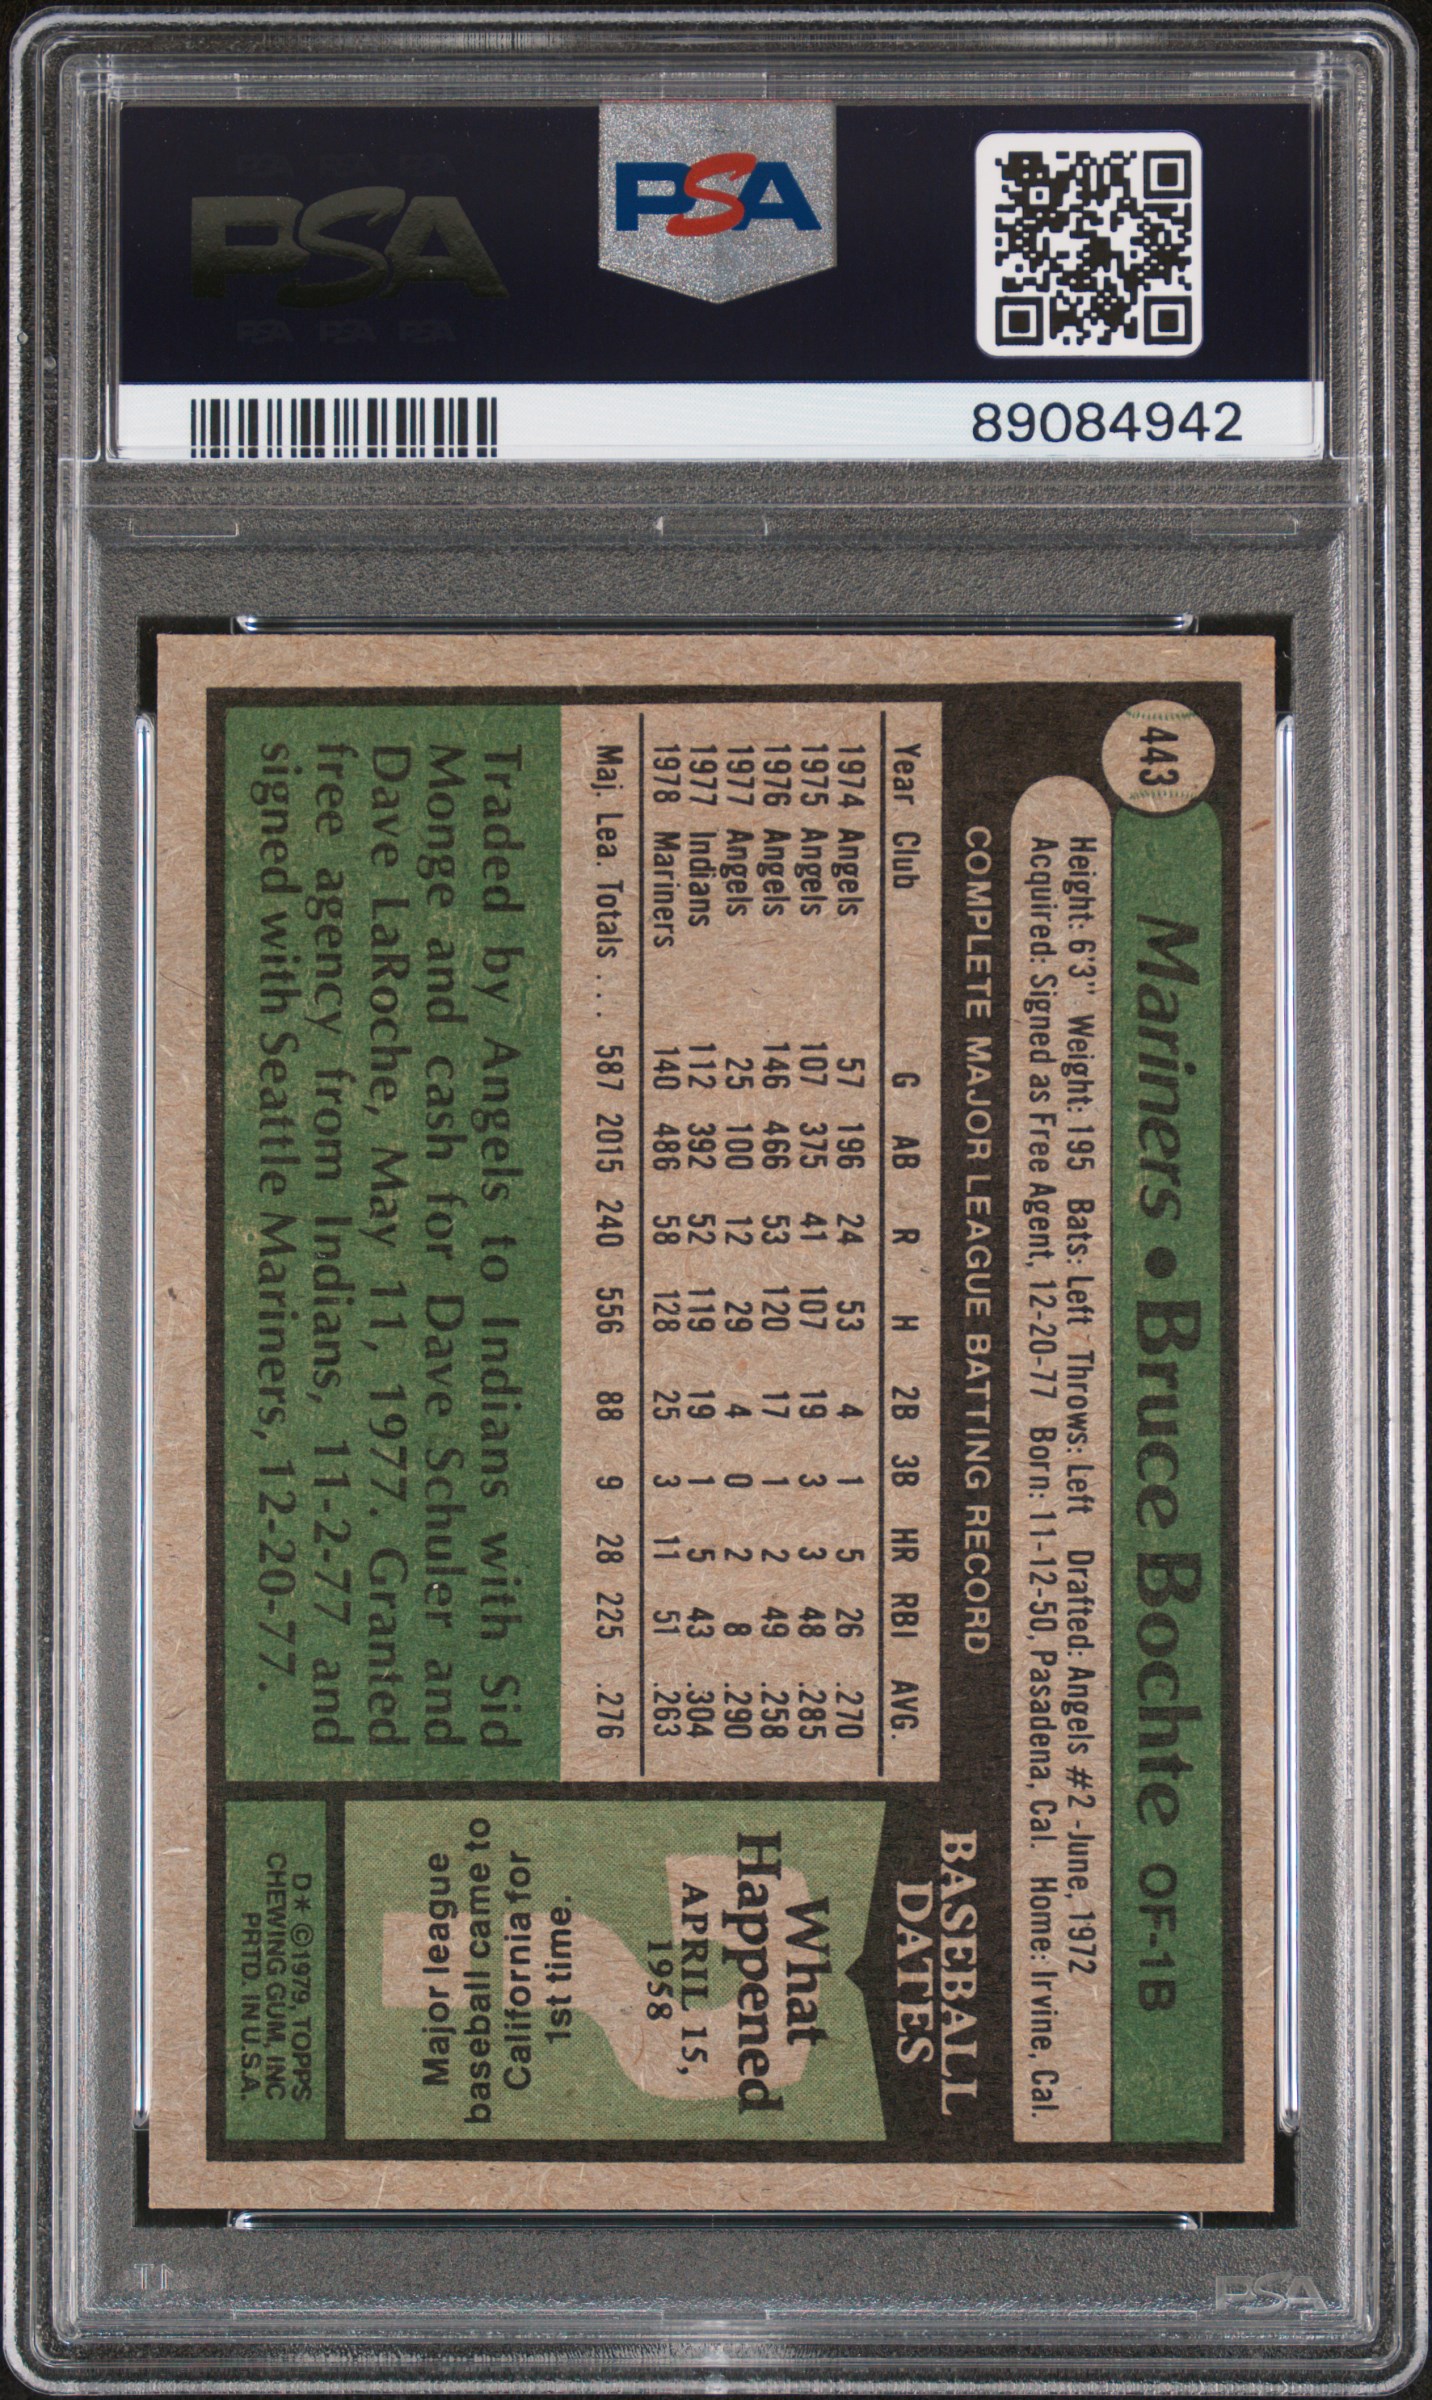 PSA
PSA
89084942
443
Mariners • Bruce Bochte OF-1B
Height: 6'3" Weight: 195 Bats: Left Throws: Left Drafted: Angels #2 -June, 1972
Acquired: Signed as Free Agent, 12-20-77 Born: 11-12-50, Pasadena, Cal. Home: Irvine, Cal.
COMPLETE MAJOR LEAGUE BATTING RECORD
Year Club G AB R H 2B 3B HR RBI AVG.
1974 Angels 57 196 24 53 4 1 5 26 .270
1975 Angels 107 375 41 107 19 3 3 48 .285
1976 Angels 146 466 53 120 17 1 2 49 .258
1977 Angels 25 100 12 29 4 0 2 8 .290
1977 Indians 112 392 52 119 19 1 5 43 .304
1978 Mariners 140 486 58 128 25 3 11 51 .263
Maj. Lea. Totals . . . 587 2015 240 556 88 9 28 225 .276
Traded by Angels to Indians with Sid
Monge and cash for Dave Schuler and
Dave LaRoche, May 11, 1977. Granted
free agency from Indians, 11-2-77 and
signed with Seattle Mariners, 12-20-77.
BASEBALL
DATES
What
Happened
APRIL 15,
1958
1st time.
California for
baseball came to
Major league
D* ©1979, TOPPS
CHEWING GUM, INC
PRTD. IN U.S.A.
PSA